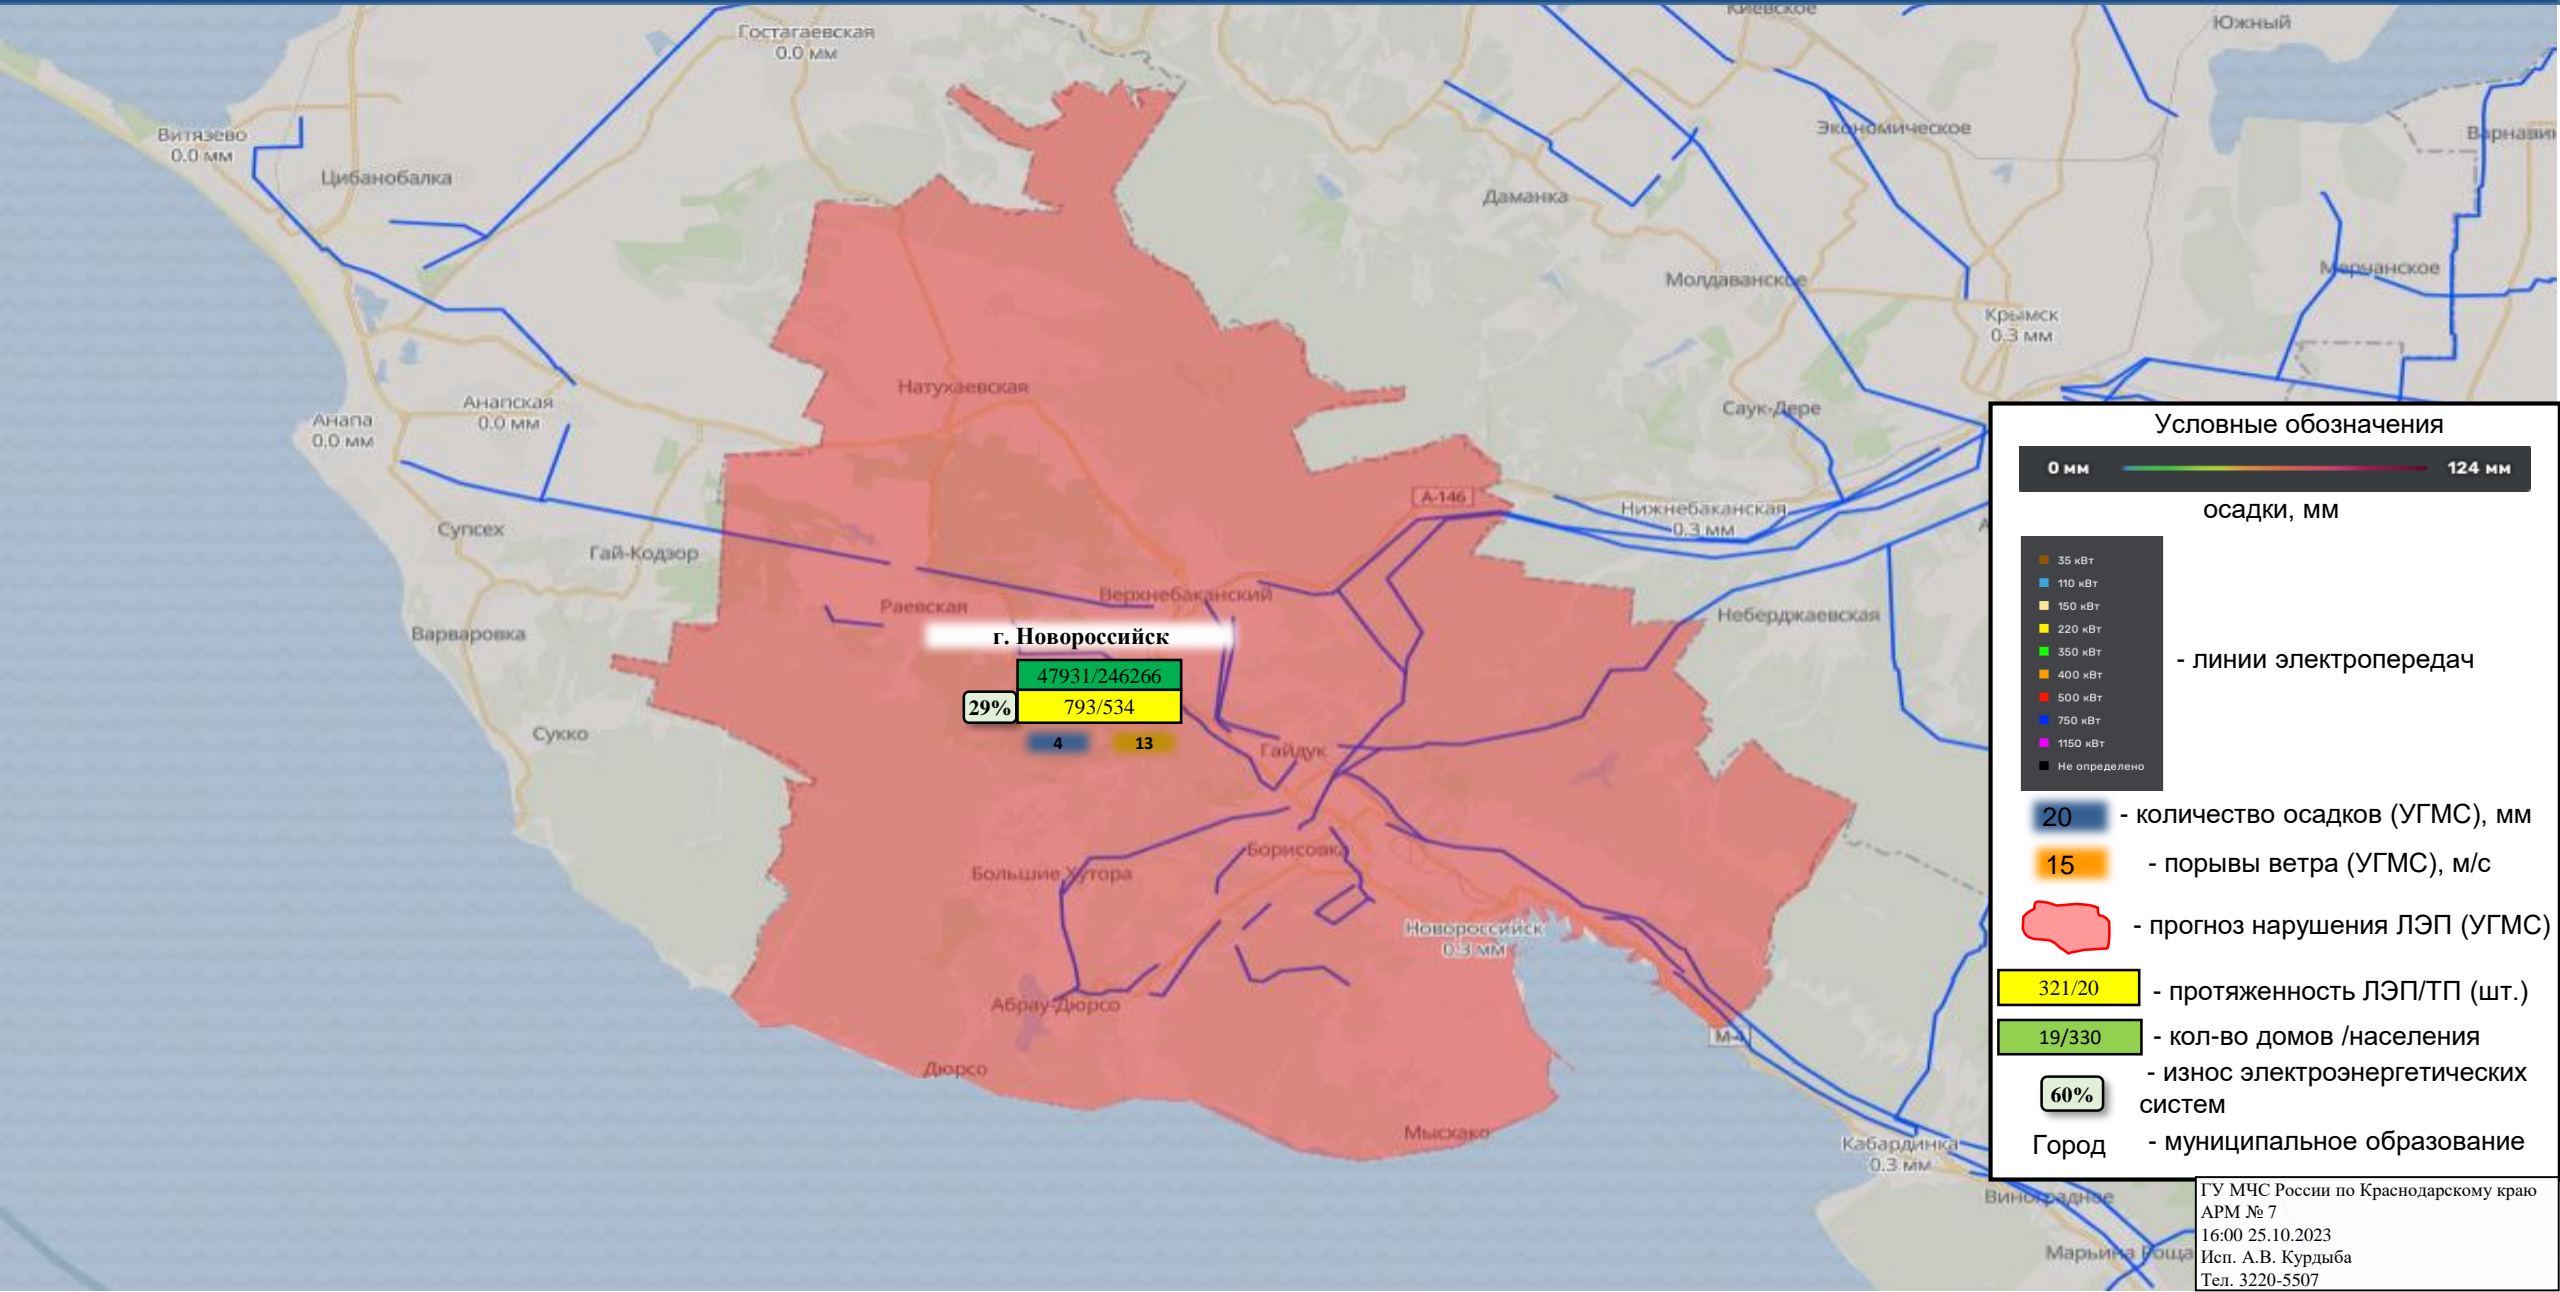 Киевское
Южный
Гостагаевская
0.0 мм
Витязево
0.0 мм
Экономическое
Цибанобалка
Даманка
Молдаванское
Мерчанское
Крымск
0.3 мм
Натухаевская
Анапская
0.0 мм
Анапа
0.0 мм
Саук-Дере
А-146
Нижнебаканская
0.3 мм
Супсех
Гай-Кодзор
Верхнебаканский
Раевская
Неберджаевская
Варваровка
г. Новороссийск
47931/246266
29%
793/534
4
13
Сукко
Гайдук
Борисовка
Большие Хутора
Новороссийск
0.3 мм
Абрау-Дюрсо
М-4
Дюрсо
Мысхако
Кабардинка
0.3 мм
Виноградное
Марьина Роща
Условные обозначения
0 мм
124 мм
осадки, мм
35 кВт
110 кВт
150 кВт
220 кВт
350 кВт
400 кВт
500 кВт
750 кВт
1150 кВт
Не определено
- линии электропередач
20 - количество осадков (УГМС), мм
15 - порывы ветра (УГМС), м/с
- прогноз нарушения ЛЭП (УГМС)
321/20 - протяженность ЛЭП/ТП (шт.)
19/330 - кол-во домов /населения
60% - износ электроэнергетических
систем
Город - муниципальное образование
ГУ МЧС России по Краснодарскому краю
АРМ № 7
16:00 25.10.2023
Исп. А.В. Курдыба
Тел. 3220-5507